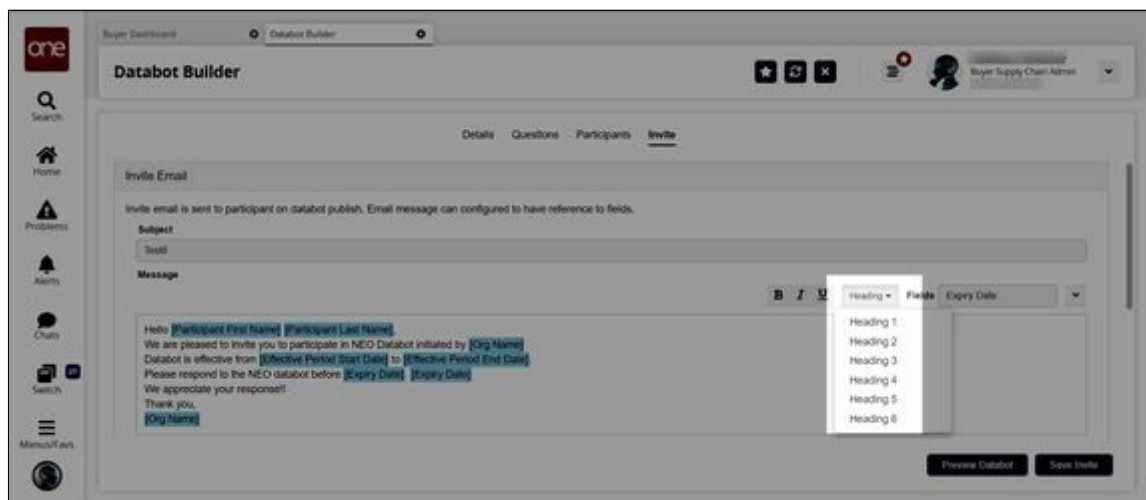 one
Buyer Dashboard
Databot Builder
Databot Builder
Buyer Supply Chain Admin
Search
Home
Problems
Alerts
Chats
Switch
Menus/Favs
Details Questions Participants Invite
Invite Email
Invite email is sent to participant on databot publish. Email message can configured to have reference to fields.
Subject
Message
B I U Heading Fields Expiry Date
Heading 1
Heading 2
Heading 3
Heading 4
Heading 5
Heading 6
Hello [Participant First Name] [Participant Last Name],
We are pleased to invite you to participate in NEO Databot initiated by [Org Name]
Databot is effective from [Effective Period Start Date] to [Effective Period End Date]
Please respond to the NEO databot before [Expiry Date] [Expiry Date]
We appreciate your response!!
Thank you,
[Org Name]
Preview Databot Save Invite